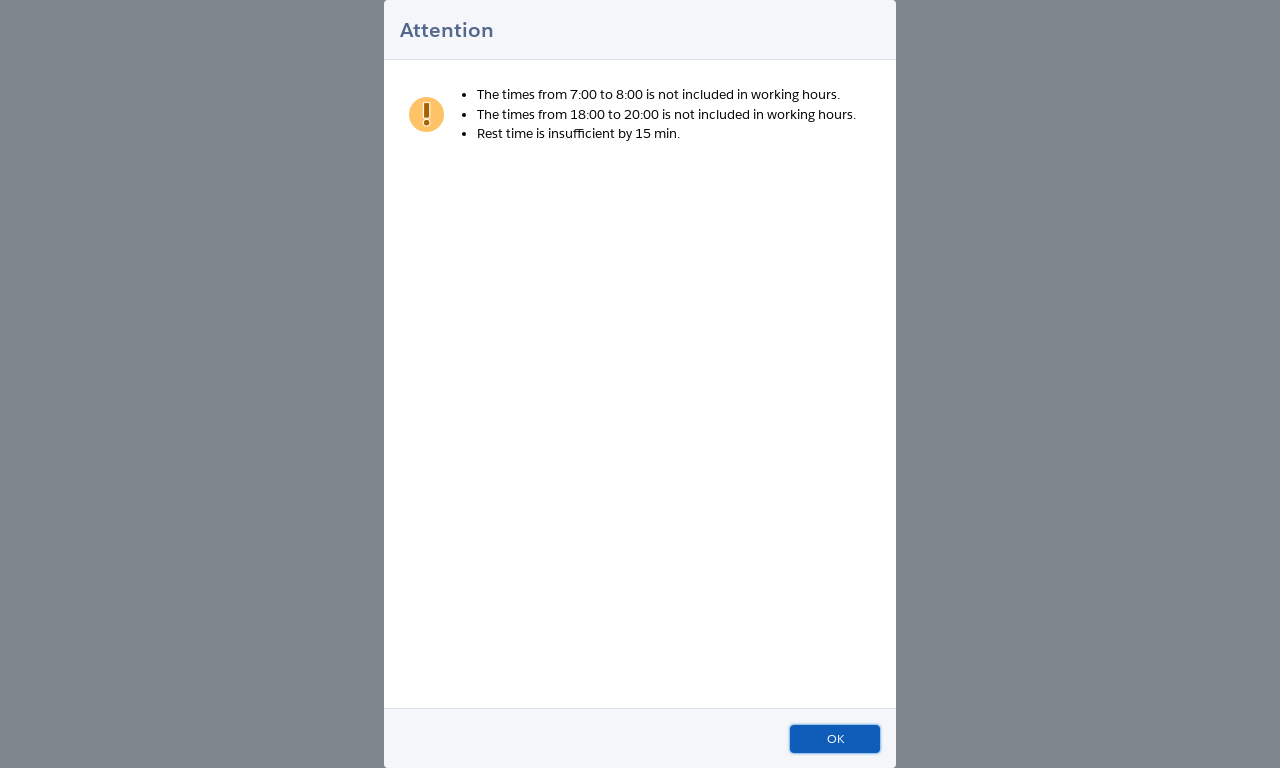 Attention
The times from 7:00 to 8:00 is not included in working hours.
The times from 18:00 to 20:00 is not included in working hours.
Rest time is insufficient by 15 min.
OK